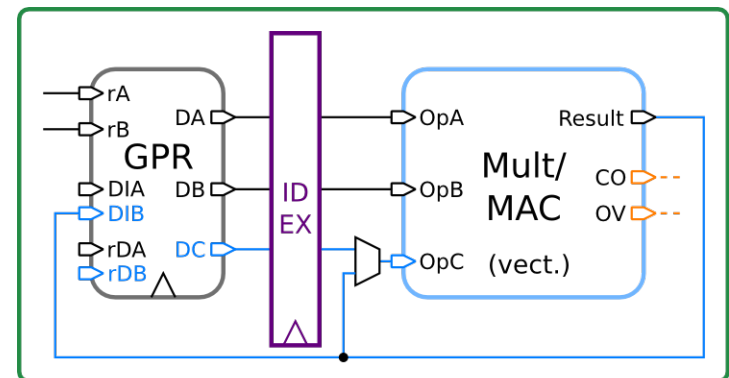 rA
rB
GPR
DA
DIA
DB
DIB
rDA
DC
rDB
ID
EX
OpA
Result
Mult/
MAC
CO
OpB
OV
OpC
(vect.)